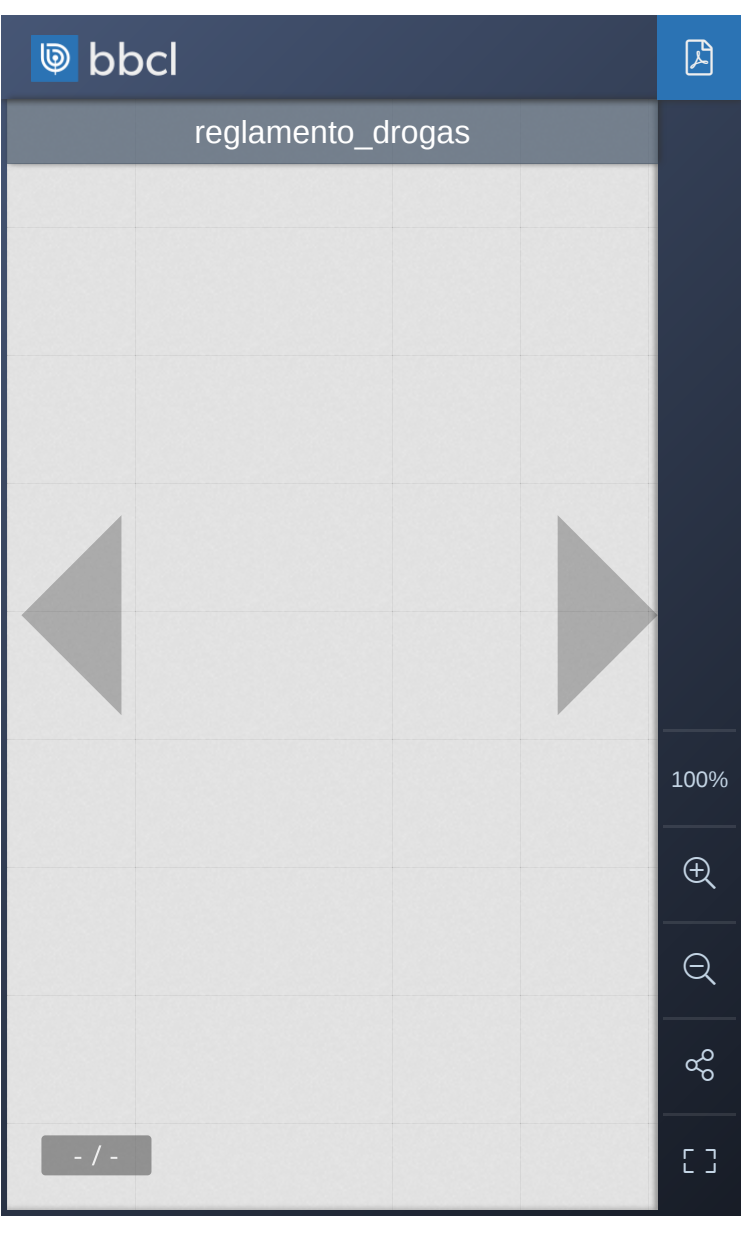 bbcl
reglamento_drogas
100%
- / -